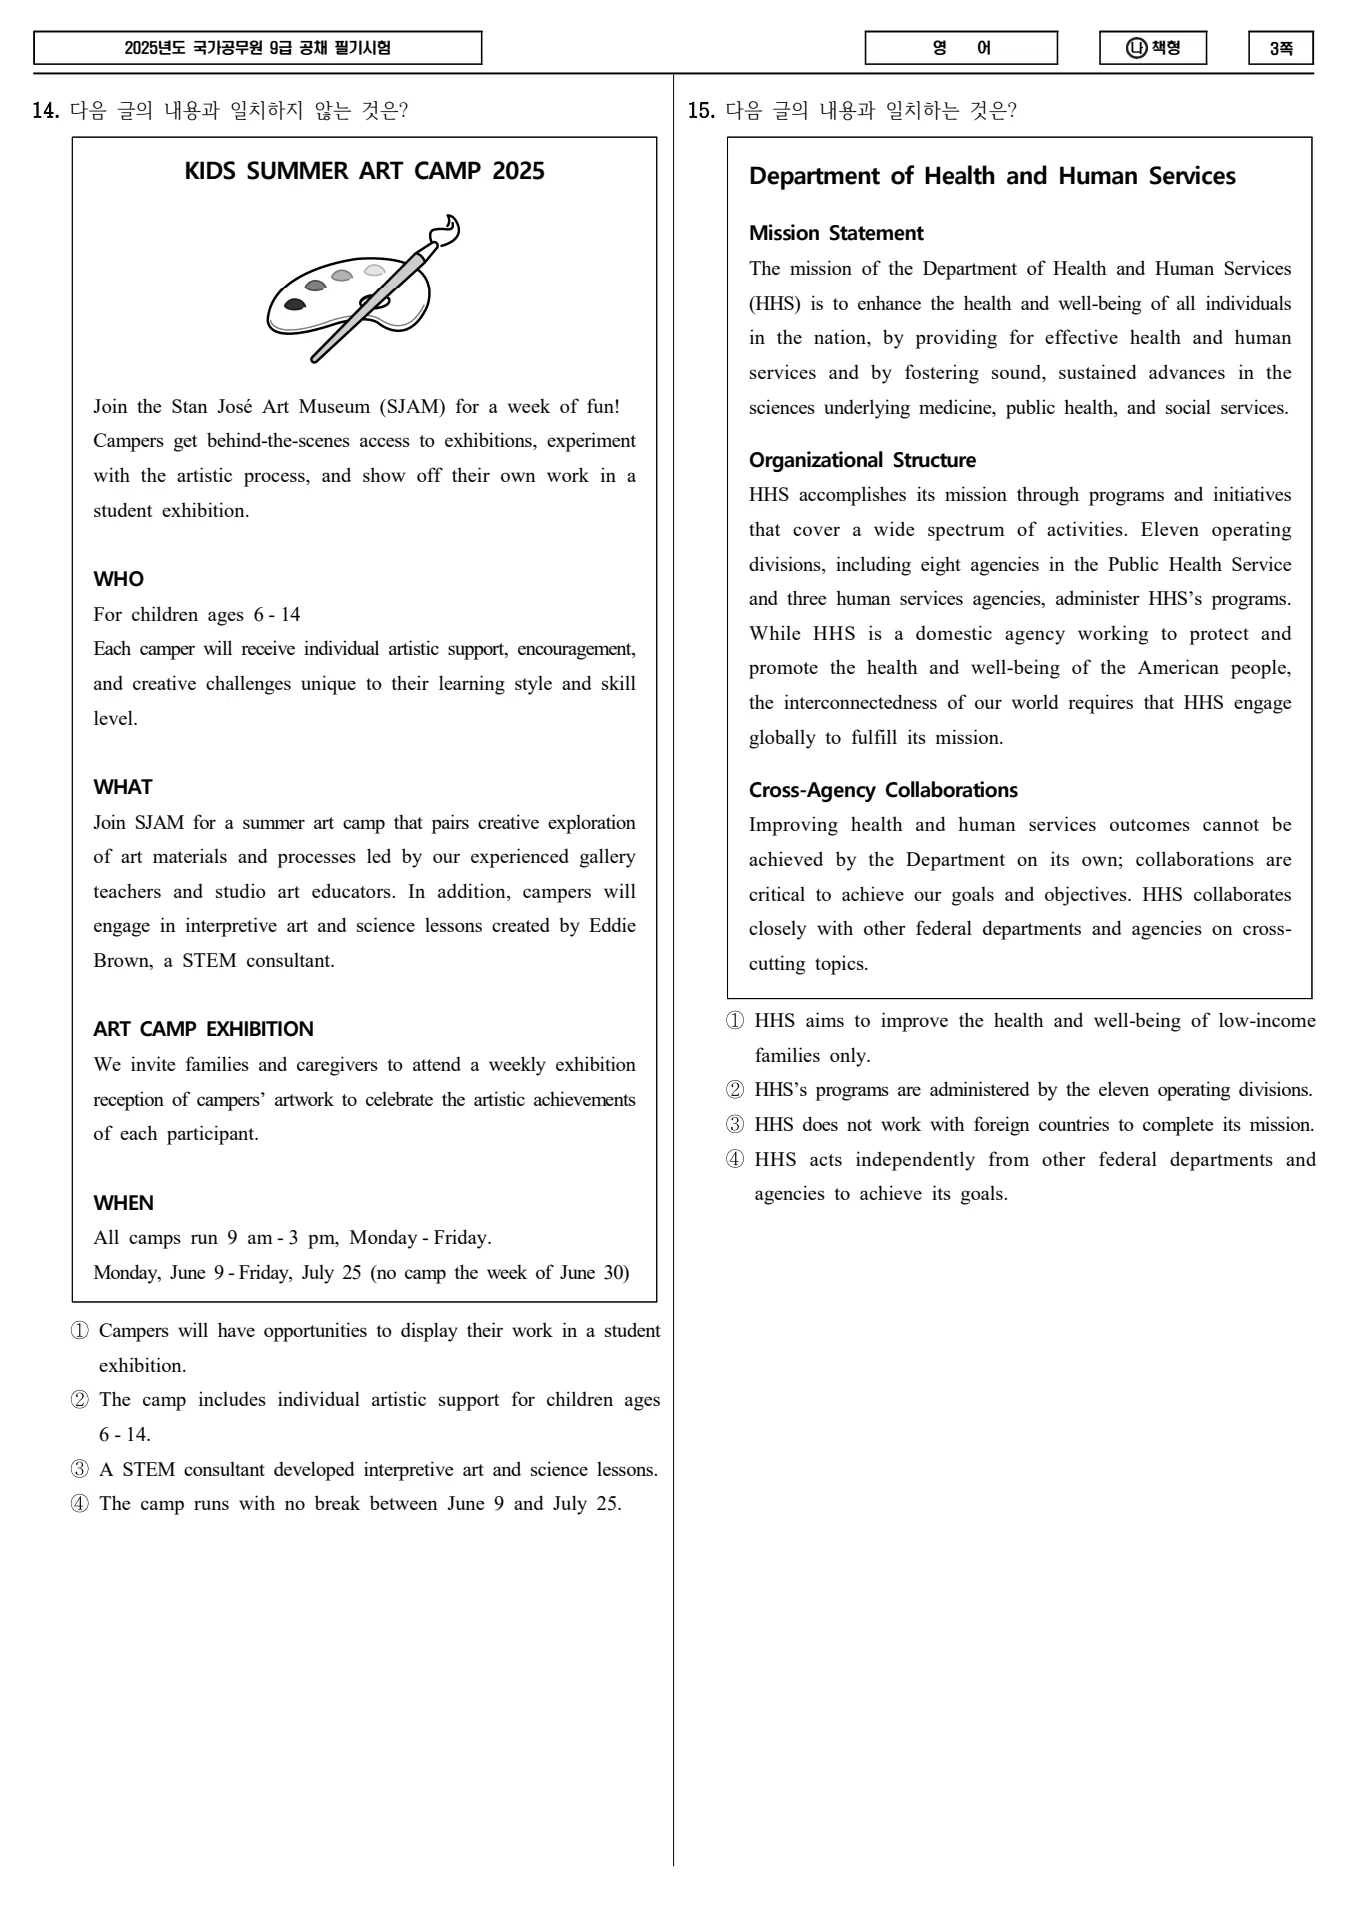 2025년도 국가공무원 9급 공채 필기시험
영 어
㉯ 책형
3쪽
14. 다음 글의 내용과 일치하지 않는 것은?
KIDS SUMMER ART CAMP 2025
Join the Stan José Art Museum (SJAM) for a week of fun!
Campers get behind-the-scenes access to exhibitions, experiment
with the artistic process, and show off their own work in a
student exhibition.
WHO
For children ages 6 - 14
Each camper will receive individual artistic support, encouragement,
and creative challenges unique to their learning style and skill
level.
WHAT
Join SJAM for a summer art camp that pairs creative exploration
of art materials and processes led by our experienced gallery
teachers and studio art educators. In addition, campers will
engage in interpretive art and science lessons created by Eddie
Brown, a STEM consultant.
ART CAMP EXHIBITION
We invite families and caregivers to attend a weekly exhibition
reception of campers’ artwork to celebrate the artistic achievements
of each participant.
WHEN
All camps run 9 am - 3 pm, Monday - Friday.
Monday, June 9 - Friday, July 25 (no camp the week of June 30)
① Campers will have opportunities to display their work in a student
exhibition.
② The camp includes individual artistic support for children ages
6 - 14.
③ A STEM consultant developed interpretive art and science lessons.
④ The camp runs with no break between June 9 and July 25.
15. 다음 글의 내용과 일치하는 것은?
Department of Health and Human Services
Mission Statement
The mission of the Department of Health and Human Services
(HHS) is to enhance the health and well-being of all individuals
in the nation, by providing for effective health and human
services and by fostering sound, sustained advances in the
sciences underlying medicine, public health, and social services.
Organizational Structure
HHS accomplishes its mission through programs and initiatives
that cover a wide spectrum of activities. Eleven operating
divisions, including eight agencies in the Public Health Service
and three human services agencies, administer HHS’s programs.
While HHS is a domestic agency working to protect and
promote the health and well-being of the American people,
the interconnectedness of our world requires that HHS engage
globally to fulfill its mission.
Cross-Agency Collaborations
Improving health and human services outcomes cannot be
achieved by the Department on its own; collaborations are
critical to achieve our goals and objectives. HHS collaborates
closely with other federal departments and agencies on cross-
cutting topics.
① HHS aims to improve the health and well-being of low-income
families only.
② HHS’s programs are administered by the eleven operating divisions.
③ HHS does not work with foreign countries to complete its mission.
④ HHS acts independently from other federal departments and
agencies to achieve its goals.